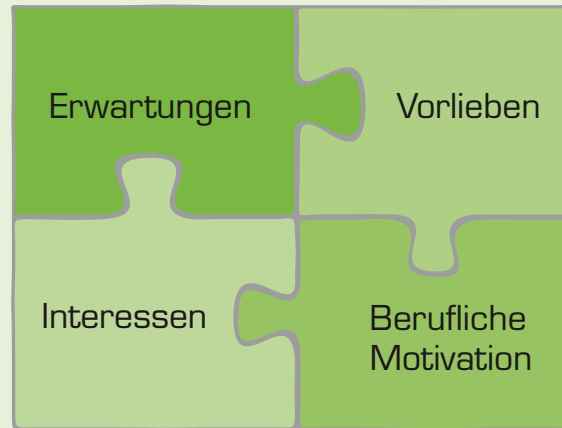 Erwartungen
Vorlieben
Interessen
Berufliche
Motivation